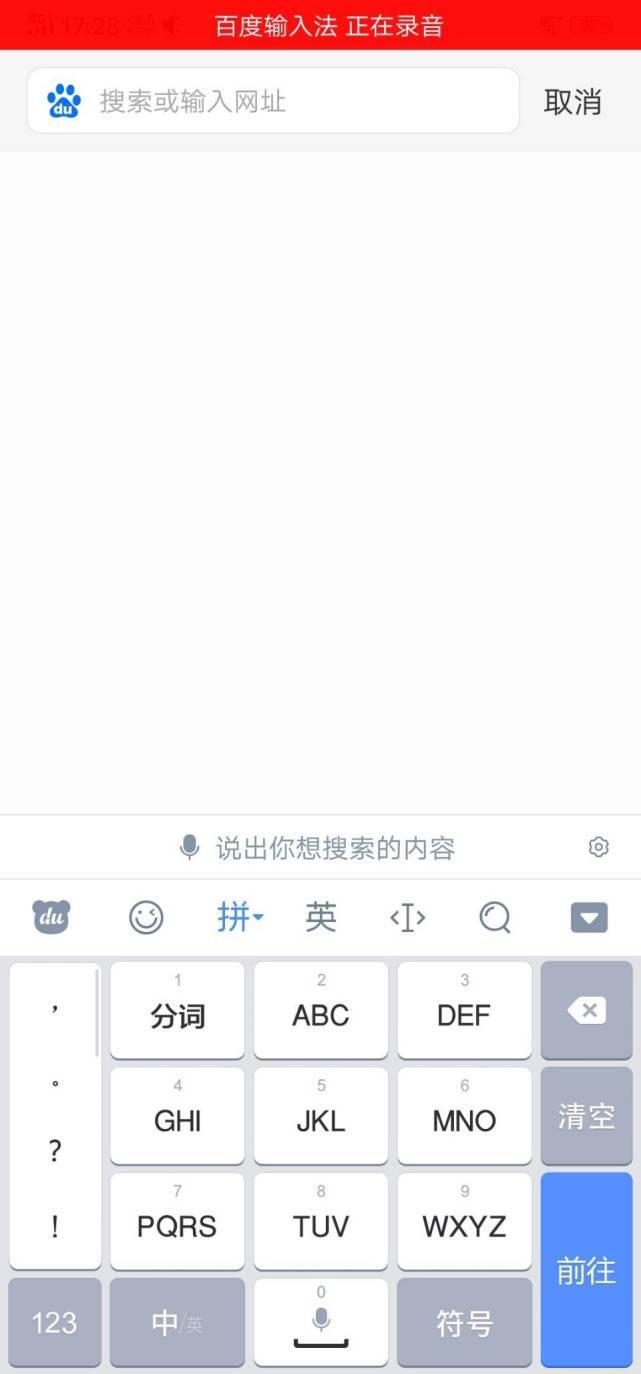 17:28 百度输入法 正在录音
du 搜索或输入网址 取消
说出你想搜索的内容
du 拼 英
, 1 分词 2 ABC 3 DEF
。 4 GHI 5 JKL 6 MNO 清空
?
! 7 PQRS 8 TUV 9 WXYZ 前往
123 中/英 0 符号